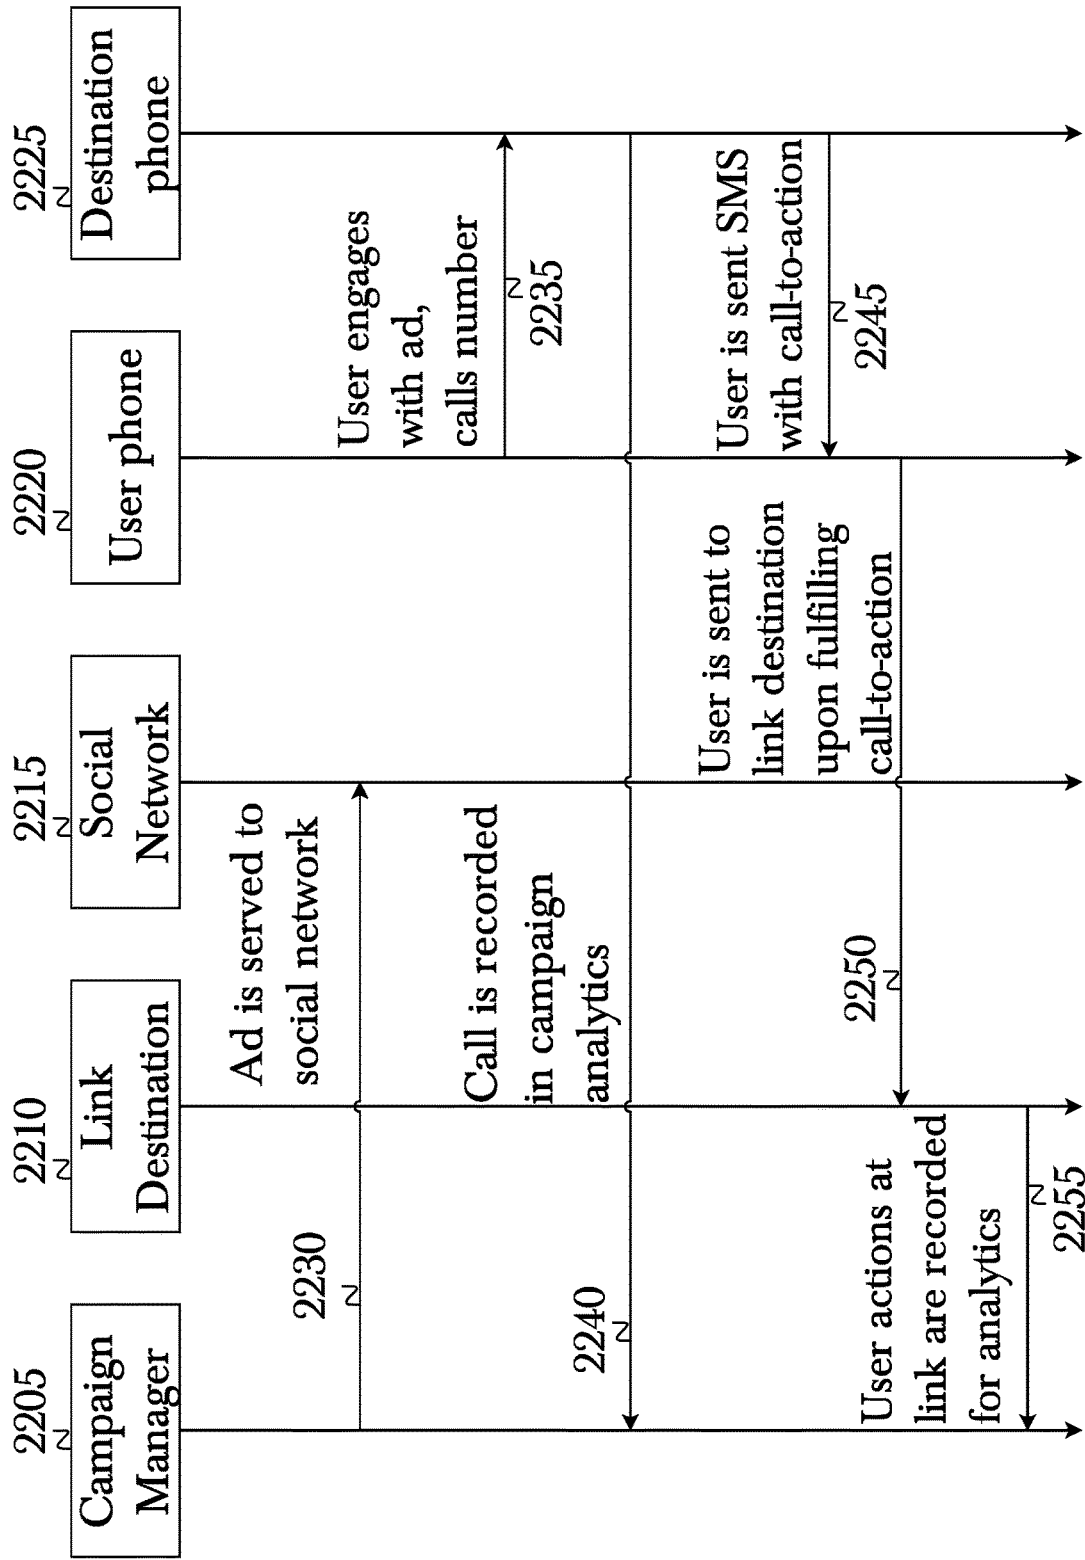 2205
Campaign
Manager
2210
Link
Destination
2215
Social
Network
2220
User phone
2225
Destination
phone
Ad is served to
social network
2230
User engages
with ad,
calls number
2235
Call is recorded
in campaign
analytics
2240
User is sent SMS
with call-to-action
2245
User is sent to
link destination
upon fulfilling
call-to-action
2250
User actions at
link are recorded
for analytics
2255